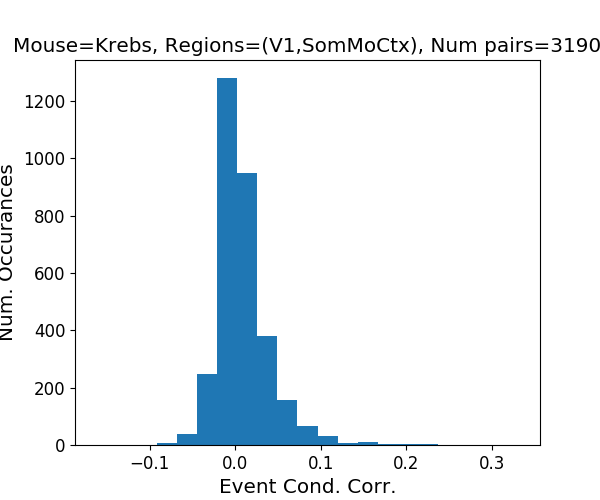 Mouse=Krebs, Regions=(V1,SomMoCtx), Num pairs=3190
Num. Occurances
1200
1000
800
600
400
200
0
−0.1 0.0 0.1 0.2 0.3
Event Cond. Corr.